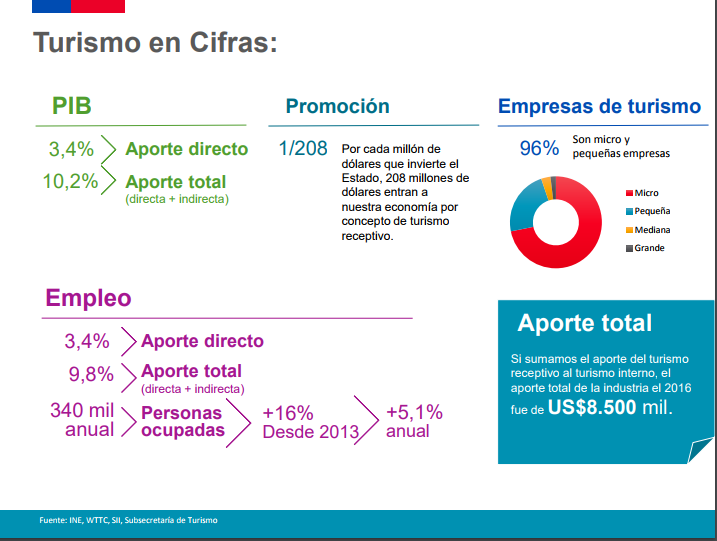 Turismo en Cifras:
PIB
3,4% Aporte directo
10,2% Aporte total
(directa + indirecta)
Promoción
1/208
Por cada millón de
dólares que invierte el
Estado, 208 millones de
dólares entran a
nuestra economía por
concepto de turismo
receptivo.
Empresas de turismo
96%
Son micro y
pequeñas empresas
Micro
Pequeña
Mediana
Grande
Empleo
3,4% Aporte directo
9,8% Aporte total
(directa + indirecta)
340 mil
anual
Personas
ocupadas
+16%
Desde 2013
+5,1%
anual
Aporte total
Si sumamos el aporte del turismo
receptivo al turismo interno, el
aporte total de la industria el 2016
fue de US$8.500 mil.
Fuente: INE, WTTC, SII, Subsecretaría de Turismo